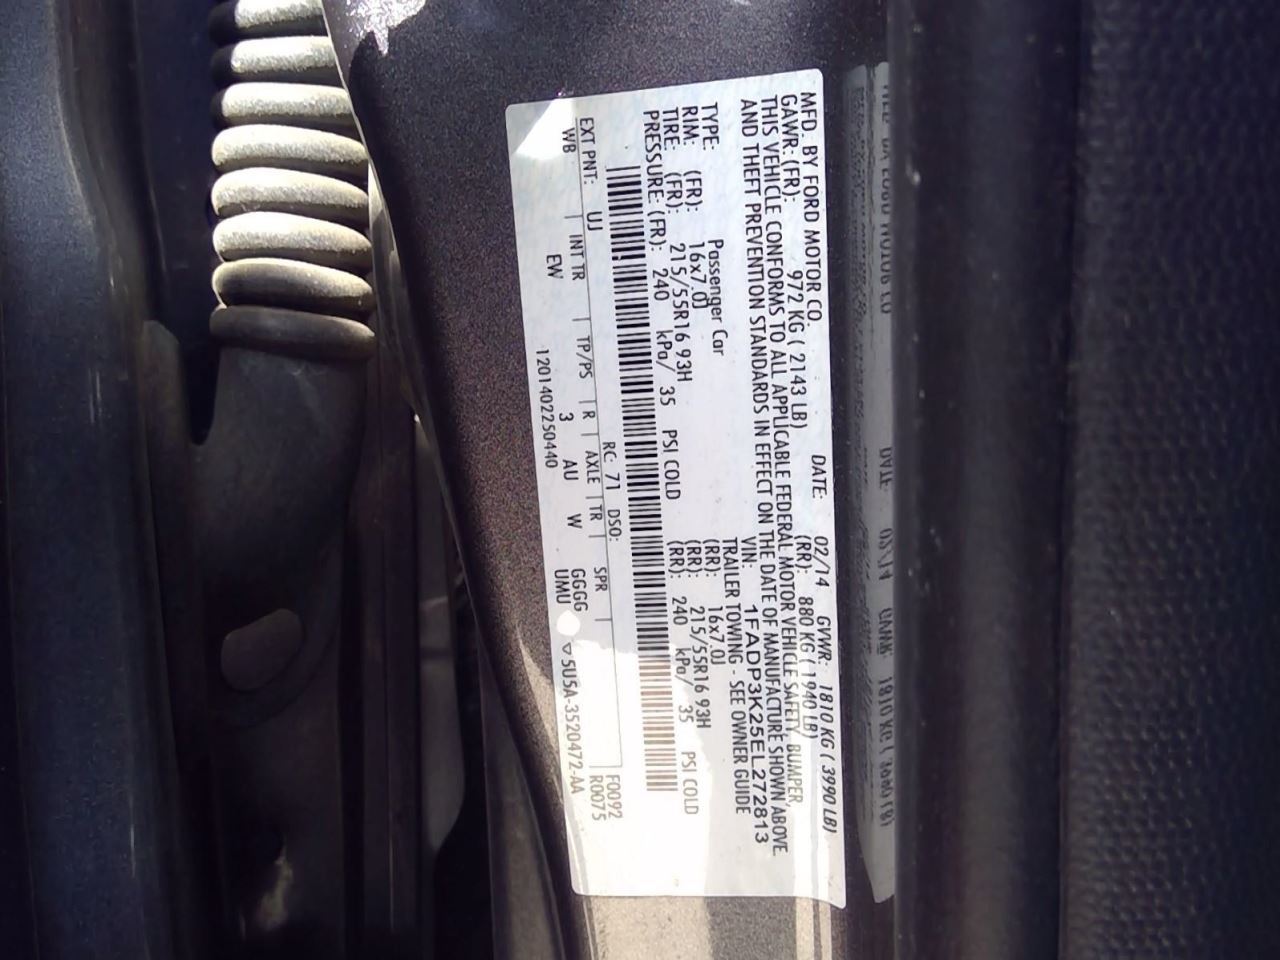 MFD. BY FORD MOTOR CO. DATE: 02/14 GVWR: 1810 KG ( 3990 LB)
GAWR: (FR): 972 KG ( 2143 LB) (RR): 880 KG ( 1940 LB)
THIS VEHICLE CONFORMS TO ALL APPLICABLE FEDERAL MOTOR VEHICLE SAFETY, BUMPER,
AND THEFT PREVENTION STANDARDS IN EFFECT ON THE DATE OF MANUFACTURE SHOWN ABOVE.
VIN: 1FADP3K25EL272813
TYPE: Passenger Car TRAILER TOWING - SEE OWNER GUIDE
RIM: (FR): 16x7.0J (RR): 16x7.0J
TIRE: (FR): 215/55R16 93H (RR): 215/55R16 93H
PRESSURE: (FR): 240 kPa/ 35 PSI COLD (RR): 240 kPa/ 35 PSI COLD
RC: 71 DSO: F0092
EXT PNT: UJ R0075
WB | INT TR | TP/PS | R | AXLE | TR | SPR |
EW 3 AU W GGGG
1201402250440 UMU ▽5U5A-3520472-AA